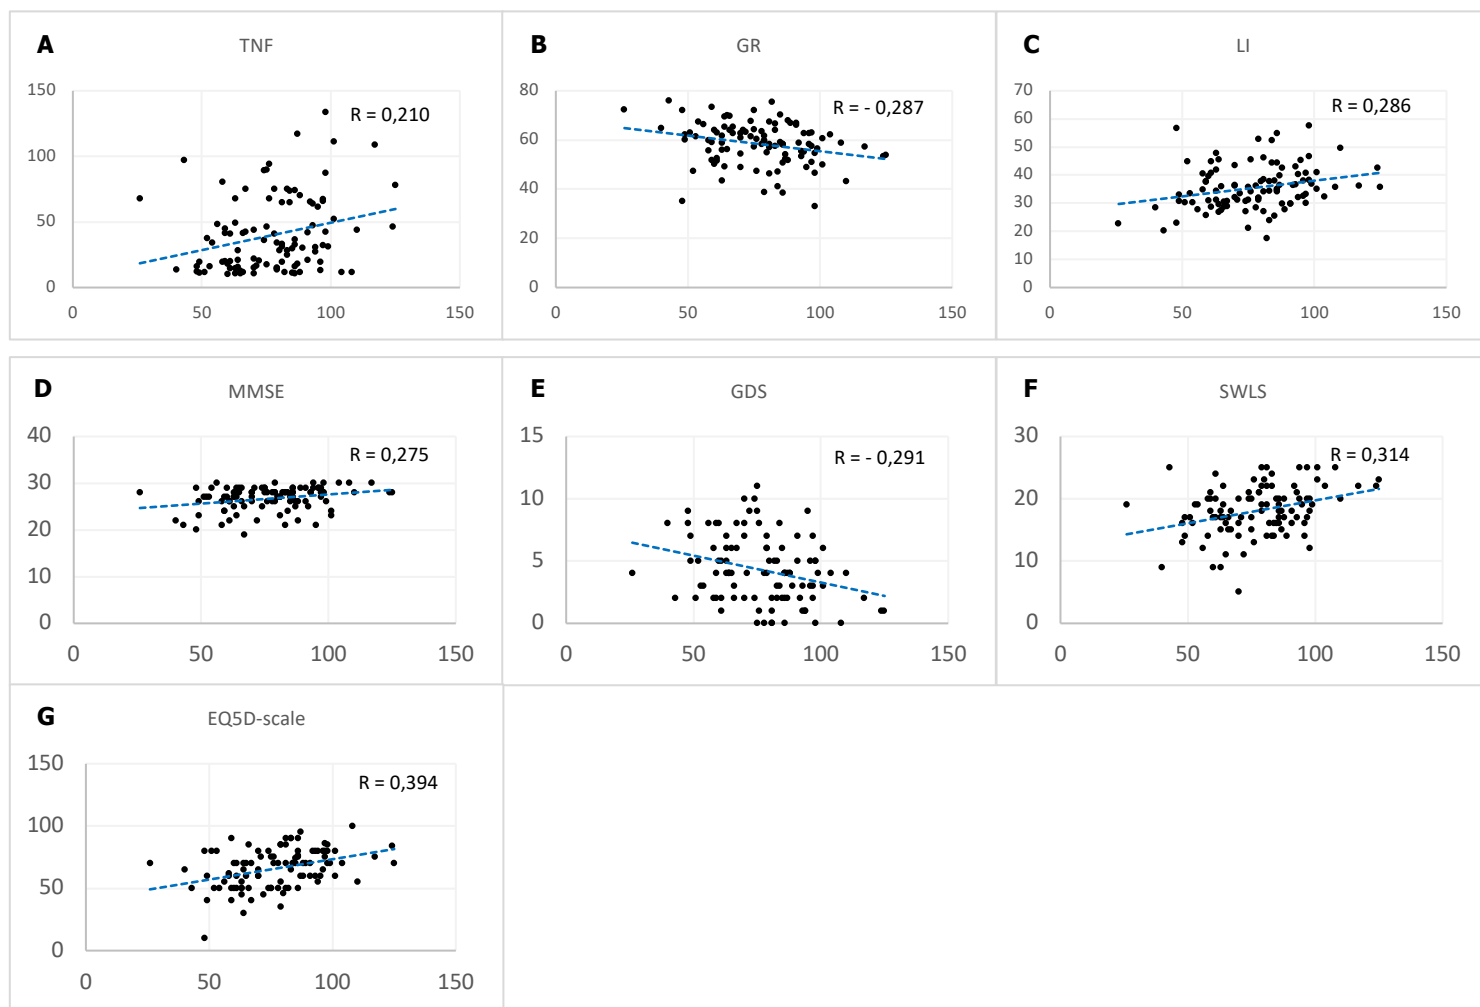 A
TNF
R = 0,210
150
100
50
0
0 50 100 150
B
GR
R = - 0,287
80
60
40
20
0
0 50 100 150
C
LI
R = 0,286
70
60
50
40
30
20
10
0
0 50 100 150
D
MMSE
R = 0,275
40
30
20
10
0
0 50 100 150
E
GDS
R = - 0,291
15
10
5
0
0 50 100 150
F
SWLS
R = 0,314
30
20
10
0
0 50 100 150
G
EQ5D-scale
R = 0,394
150
100
50
0
0 50 100 150